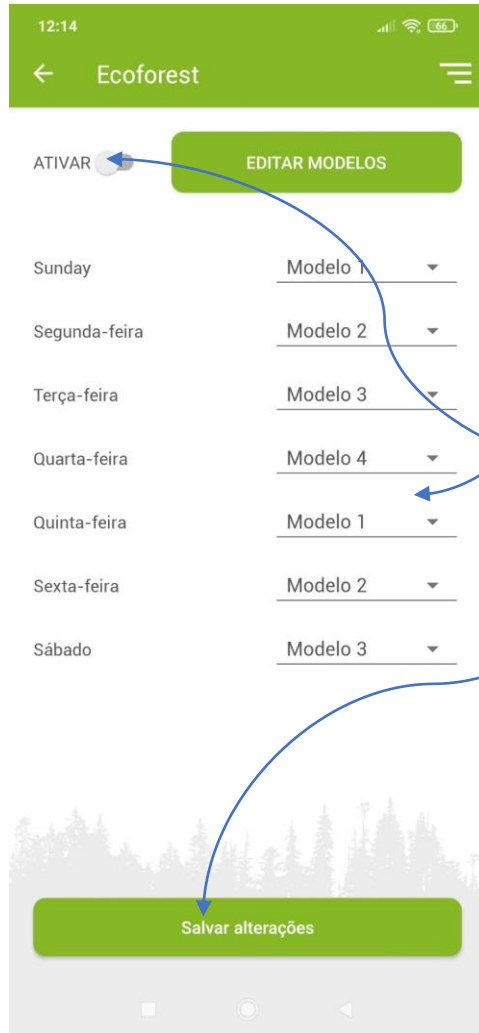 12:14
66
Ecoforest
ATIVAR
EDITAR MODELOS
Sunday Modelo 1
Segunda-feira Modelo 2
Terça-feira Modelo 3
Quarta-feira Modelo 4
Quinta-feira Modelo 1
Sexta-feira Modelo 2
Sábado Modelo 3
Salvar alterações